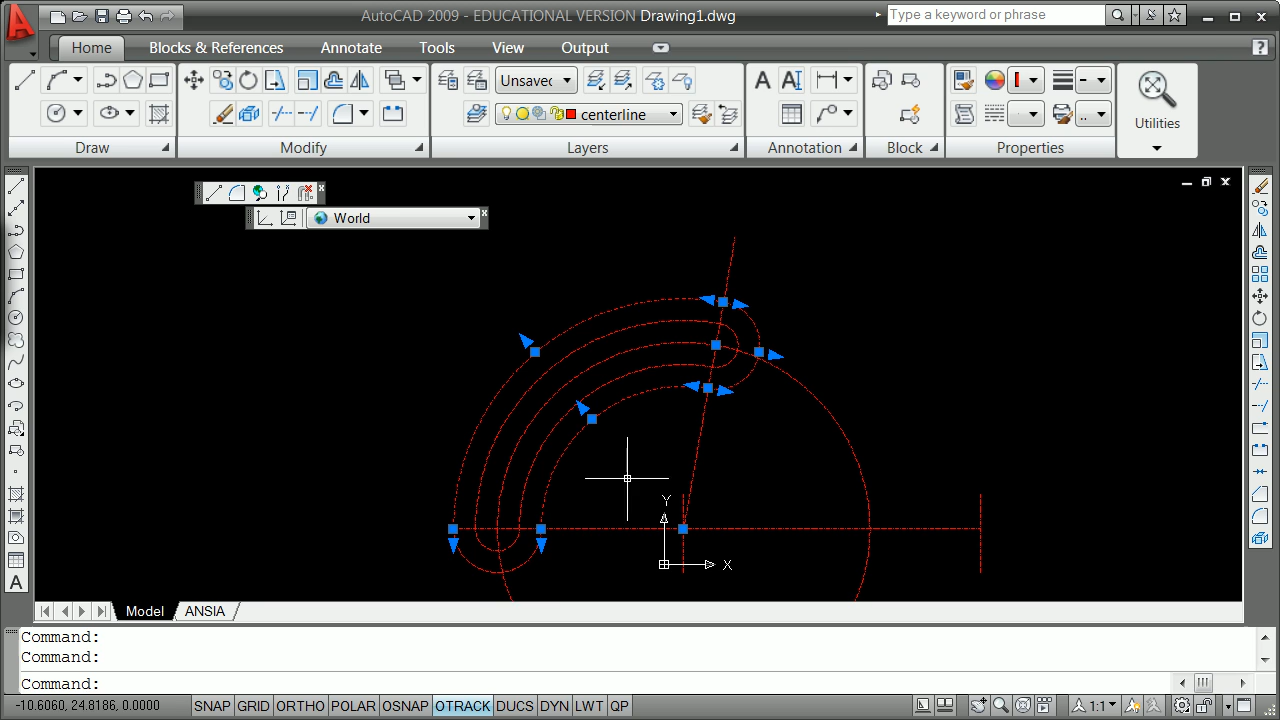 AutoCAD 2009 - EDUCATIONAL VERSION Drawing1.dwg
Type a keyword or phrase
Home Blocks & References Annotate Tools View Output
Unsavec
centerline
Utilities
Draw Modify Layers Annotation Block Properties
World
Y
X
Model ANSIA
Command:
Command:
Command:
-10.6060, 24.8186, 0.0000 SNAP GRID ORTHO POLAR OSNAP OTRACK DUCS DYN LWT QP 1:1